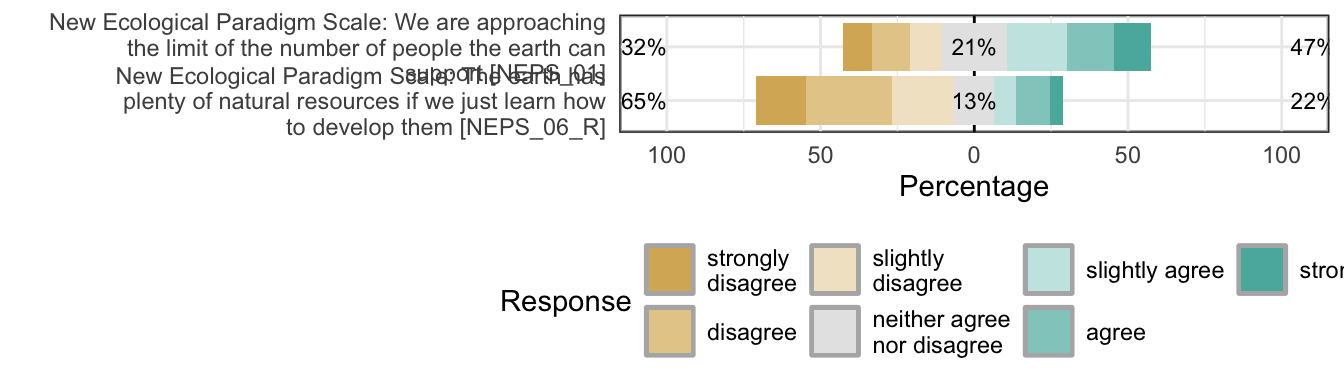 New Ecological Paradigm Scale: We are approaching
the limit of the number of people the earth can
support [NEPS_01]
32%
21%
47%
New Ecological Paradigm Scale: The earth has
plenty of natural resources if we just learn how
to develop them [NEPS_06_R]
65%
13%
22%
100 50 0 50 100
Percentage
Response
strongly
disagree
disagree
slightly
disagree
neither agree
nor disagree
slightly agree
agree